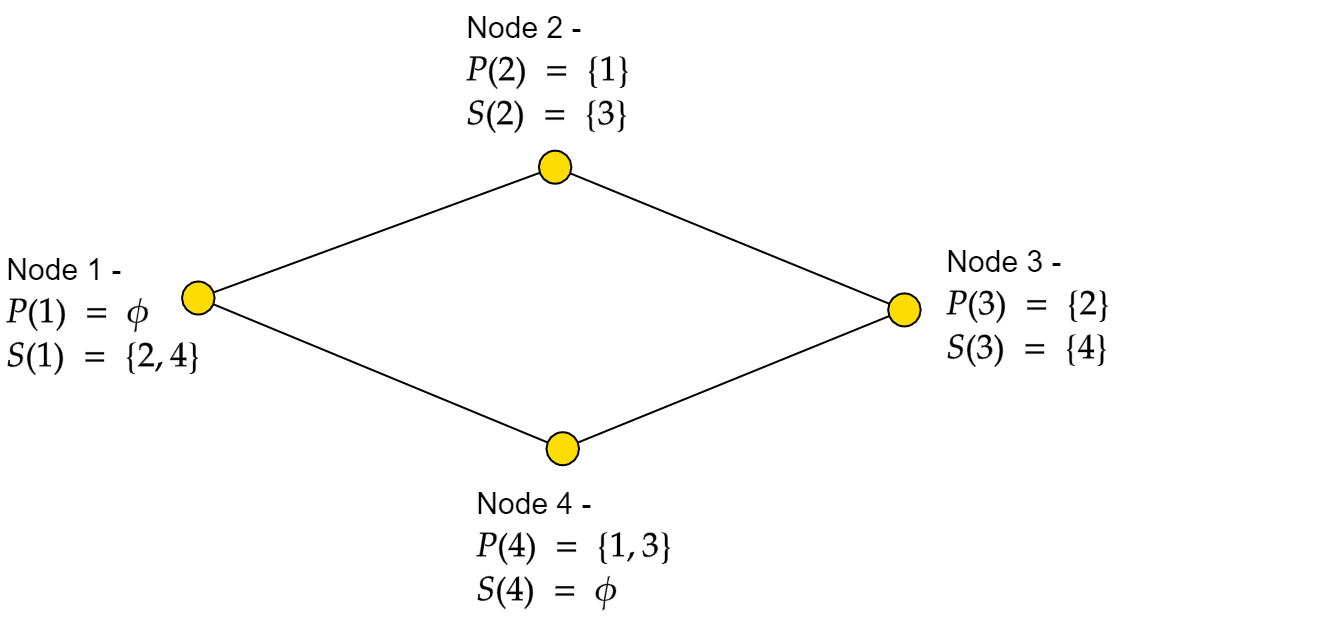 Node 2 -
P(2) = {1}
S(2) = {3}
Node 1 -
P(1) = ϕ
S(1) = {2, 4}
Node 3 -
P(3) = {2}
S(3) = {4}
Node 4 -
P(4) = {1, 3}
S(4) = ϕ